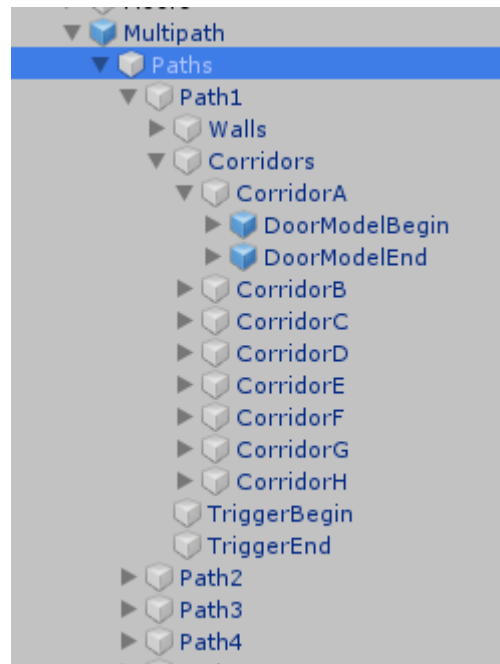 Multipath
Paths
Path1
Walls
Corridors
CorridorA
DoorModelBegin
DoorModelEnd
CorridorB
CorridorC
CorridorD
CorridorE
CorridorF
CorridorG
CorridorH
TriggerBegin
TriggerEnd
Path2
Path3
Path4